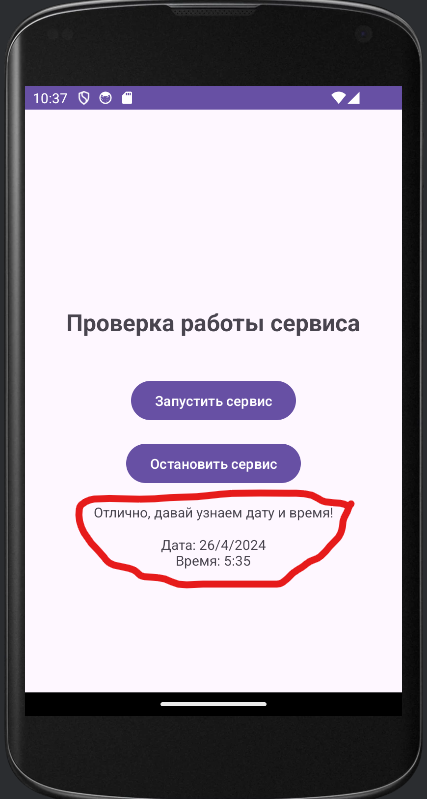 10:37
Проверка работы сервиса
Запустить сервис
Остановить сервис
Отлично, давай узнаем дату и время!
Дата: 26/4/2024
Время: 5:35